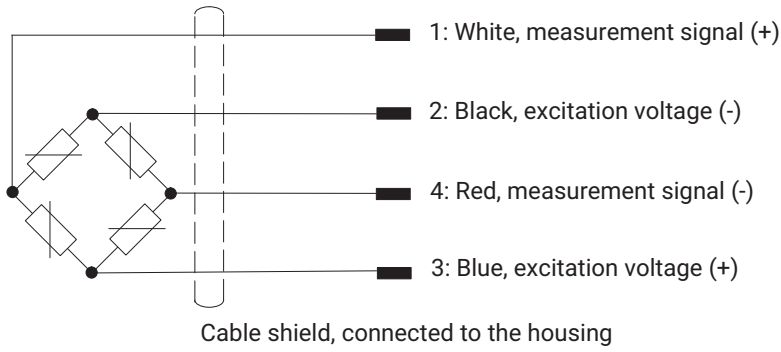 1: White, measurement signal (+)
2: Black, excitation voltage (-)
4: Red, measurement signal (-)
3: Blue, excitation voltage (+)
Cable shield, connected to the housing